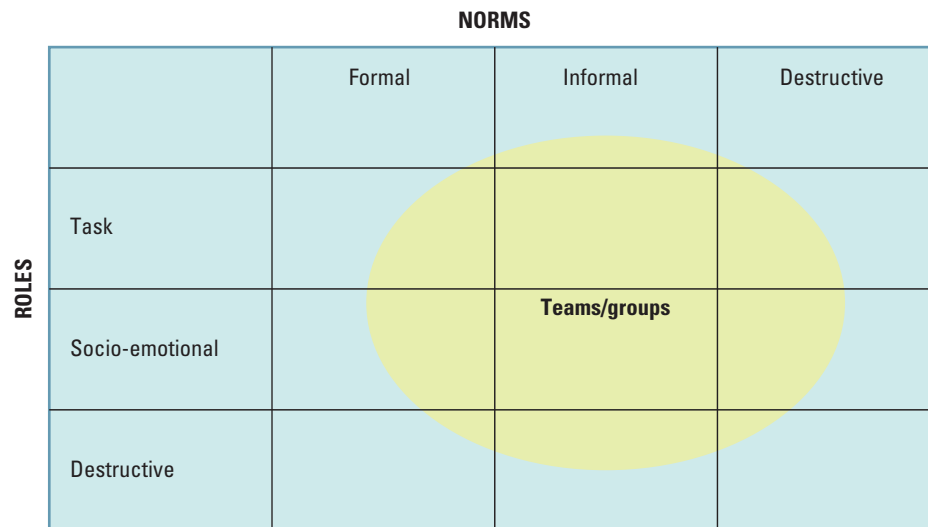 NORMS
Formal
Informal
Destructive
ROLES
Task
Teams/groups
Socio-emotional
Destructive